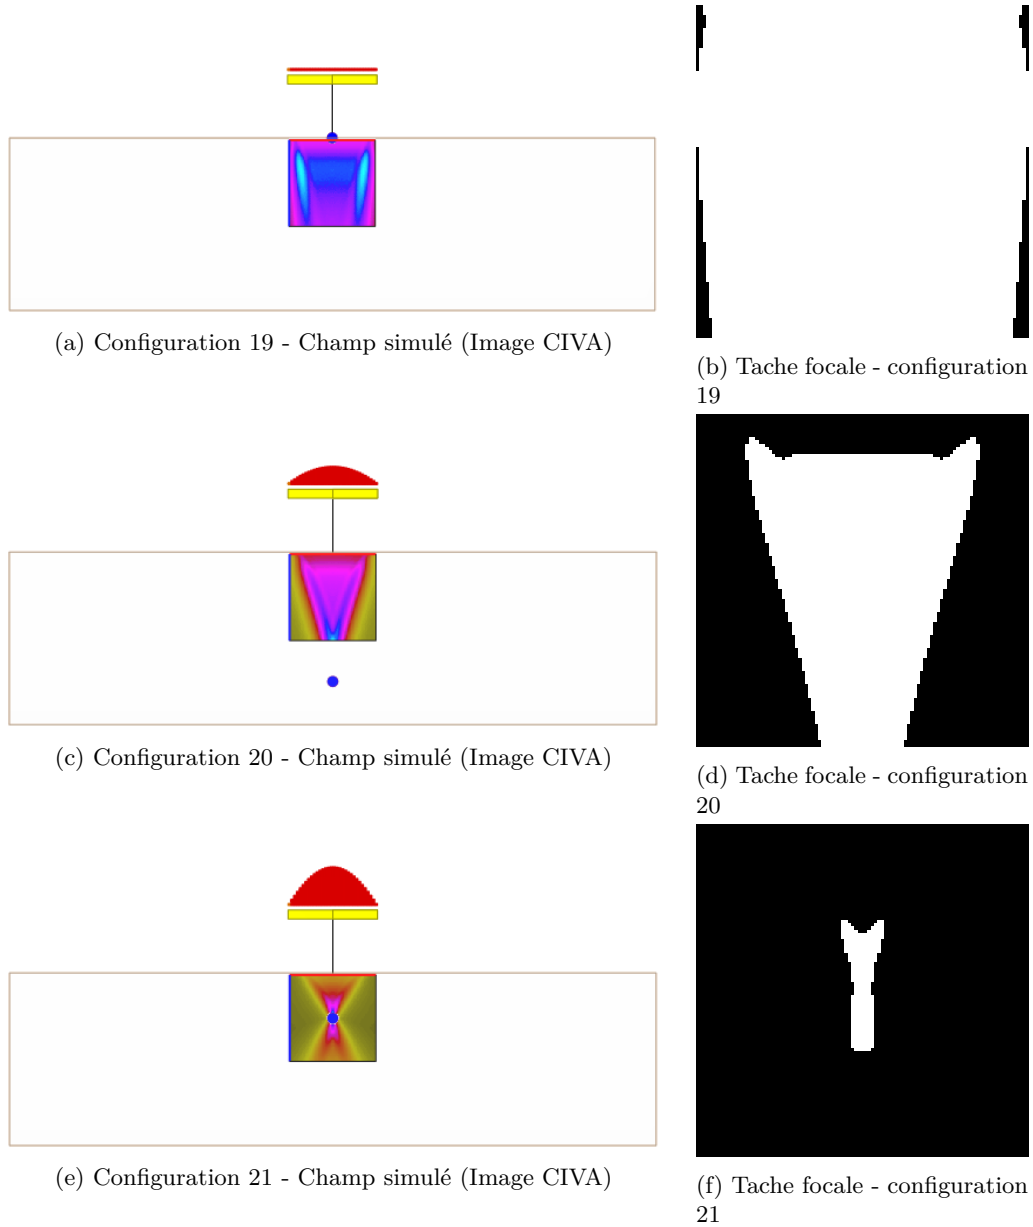 (a) Configuration 19 - Champ simulé (Image CIVA)
(b) Tache focale - configuration
19
(c) Configuration 20 - Champ simulé (Image CIVA)
(d) Tache focale - configuration
20
(e) Configuration 21 - Champ simulé (Image CIVA)
(f) Tache focale - configuration
21